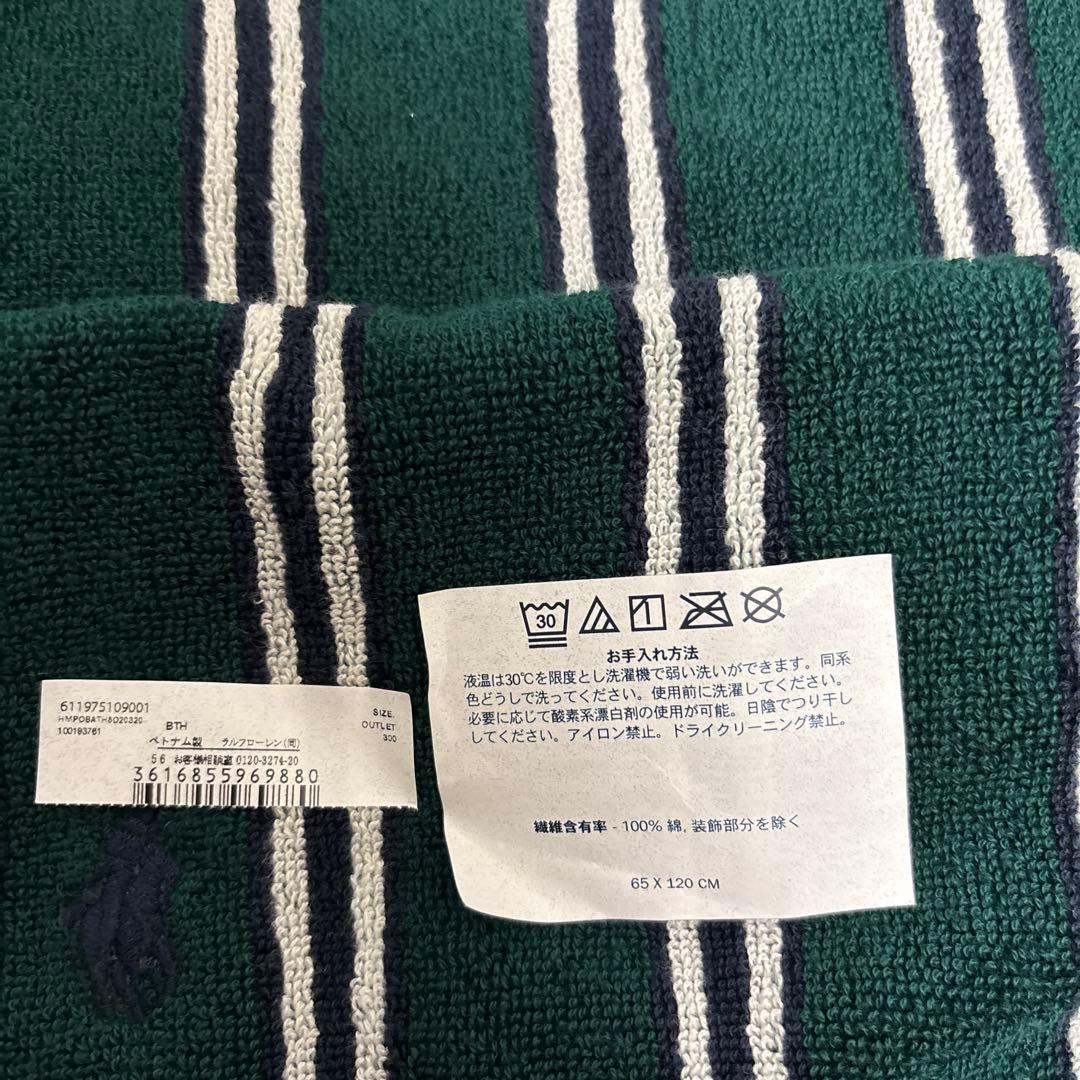 611975109001
HMPOBATHSO20320
100193761
BTH
SIZE.
OUTLET
300
ベトナム製 ラルフローレン(同)
56 お客様相談室 0120-3274-20
3616855969880
30
お手入れ方法
液温は30℃を限度とし洗濯機で弱い洗いができます。同系
色どうしで洗ってください。使用前に洗濯してください。
必要に応じて酸素系漂白剤の使用が可能。日陰でつり干し
してください。アイロン禁止。ドライクリーニング禁止。
繊維含有率 - 100% 綿, 装飾部分を除く
65 X 120 CM